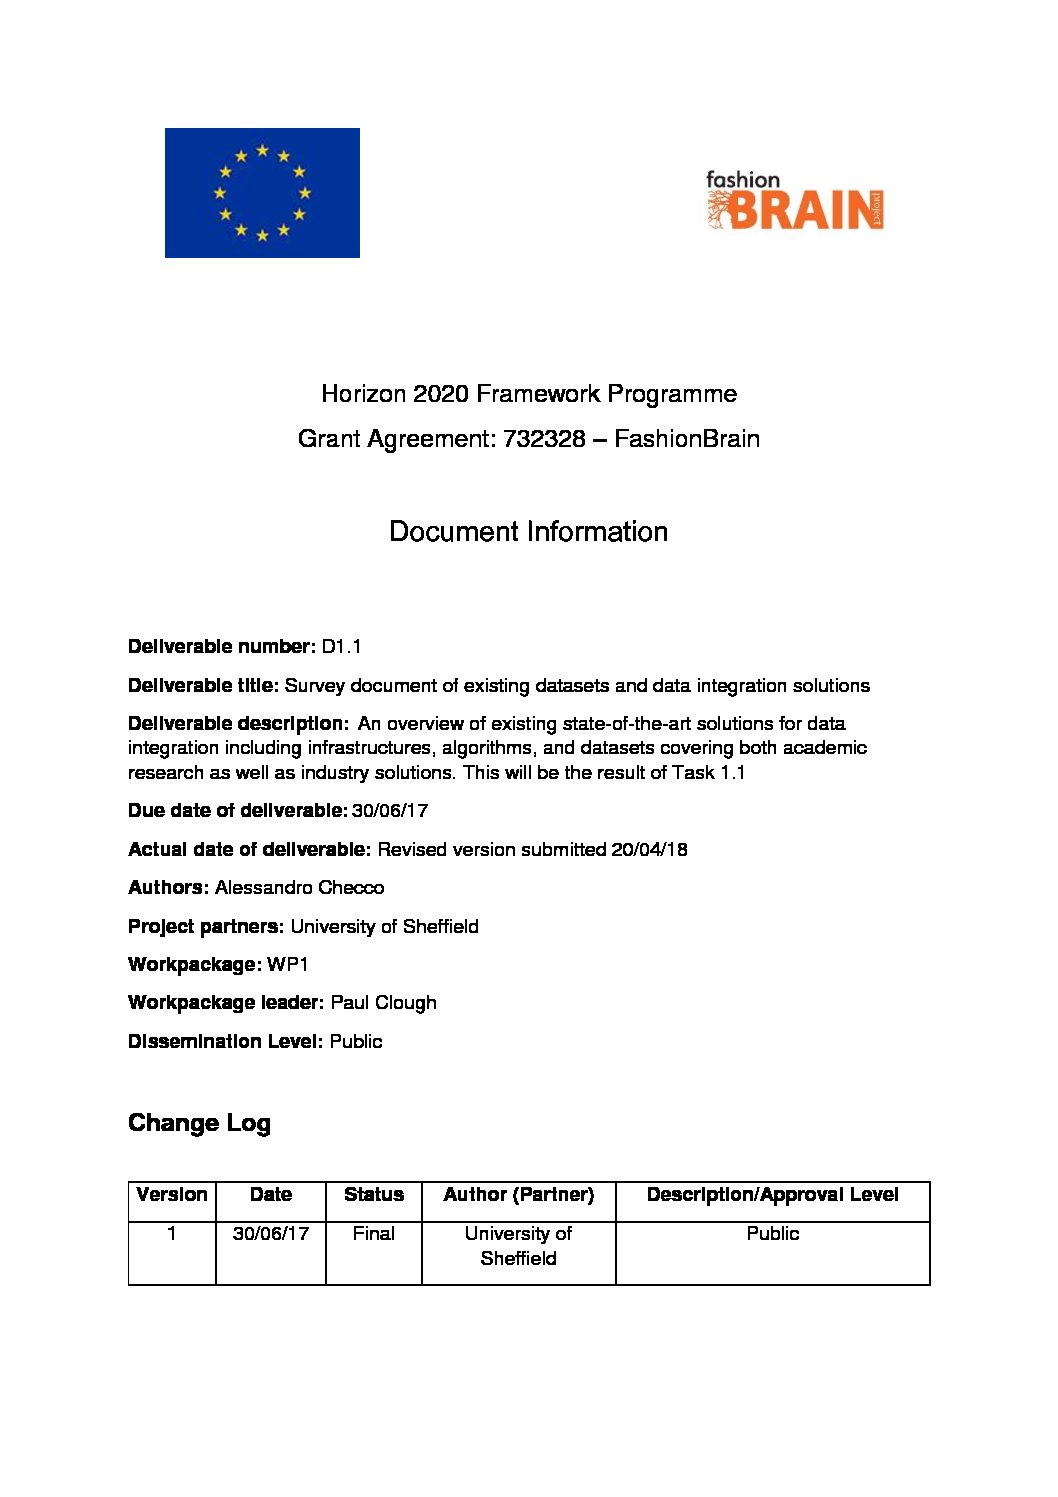 fashion
BRAIN
project
Horizon 2020 Framework Programme
Grant Agreement: 732328 – FashionBrain
Document Information
Deliverable number: D1.1
Deliverable title: Survey document of existing datasets and data integration solutions
Deliverable description: An overview of existing state-of-the-art solutions for data
integration including infrastructures, algorithms, and datasets covering both academic
research as well as industry solutions. This will be the result of Task 1.1
Due date of deliverable: 30/06/17
Actual date of deliverable: Revised version submitted 20/04/18
Authors: Alessandro Checco
Project partners: University of Sheffield
Workpackage: WP1
Workpackage leader: Paul Clough
Dissemination Level: Public
Change Log
Version Date Status Author (Partner) Description/Approval Level
1 30/06/17 Final University of Public
Sheffield